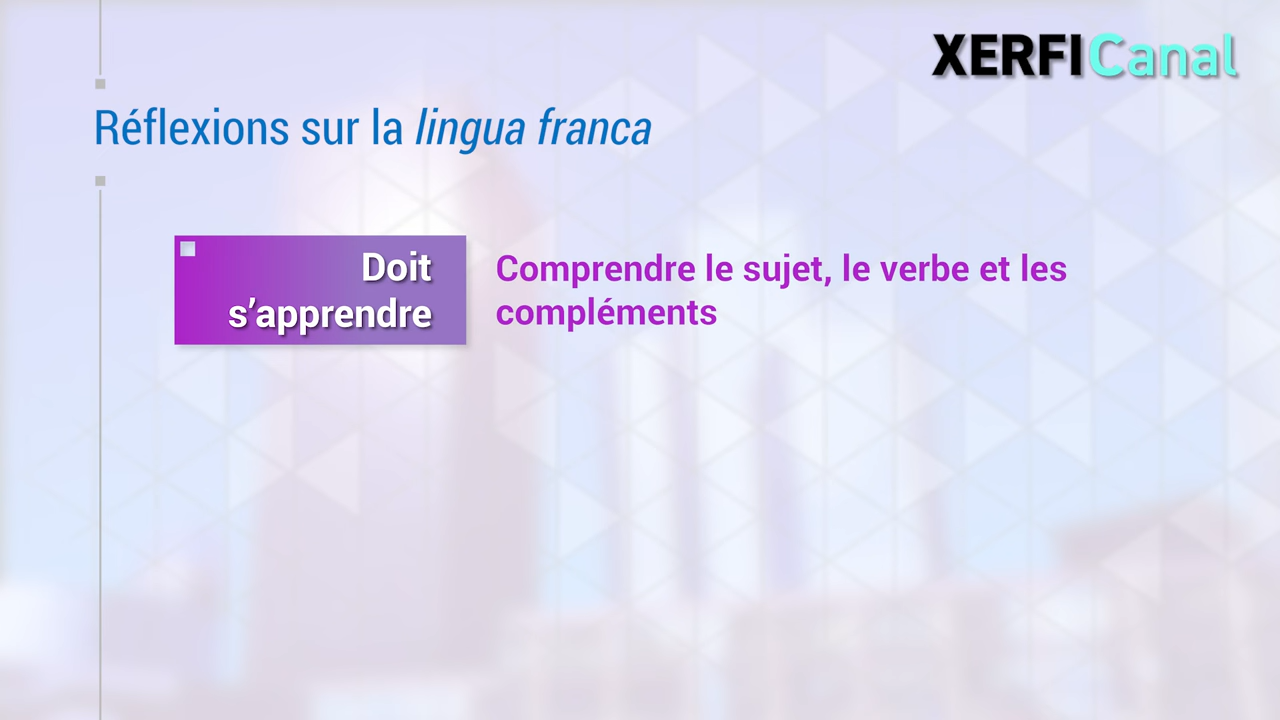 XERFICanal
Réflexions sur la lingua franca
Doit
s’apprendre
Comprendre le sujet, le verbe et les
compléments